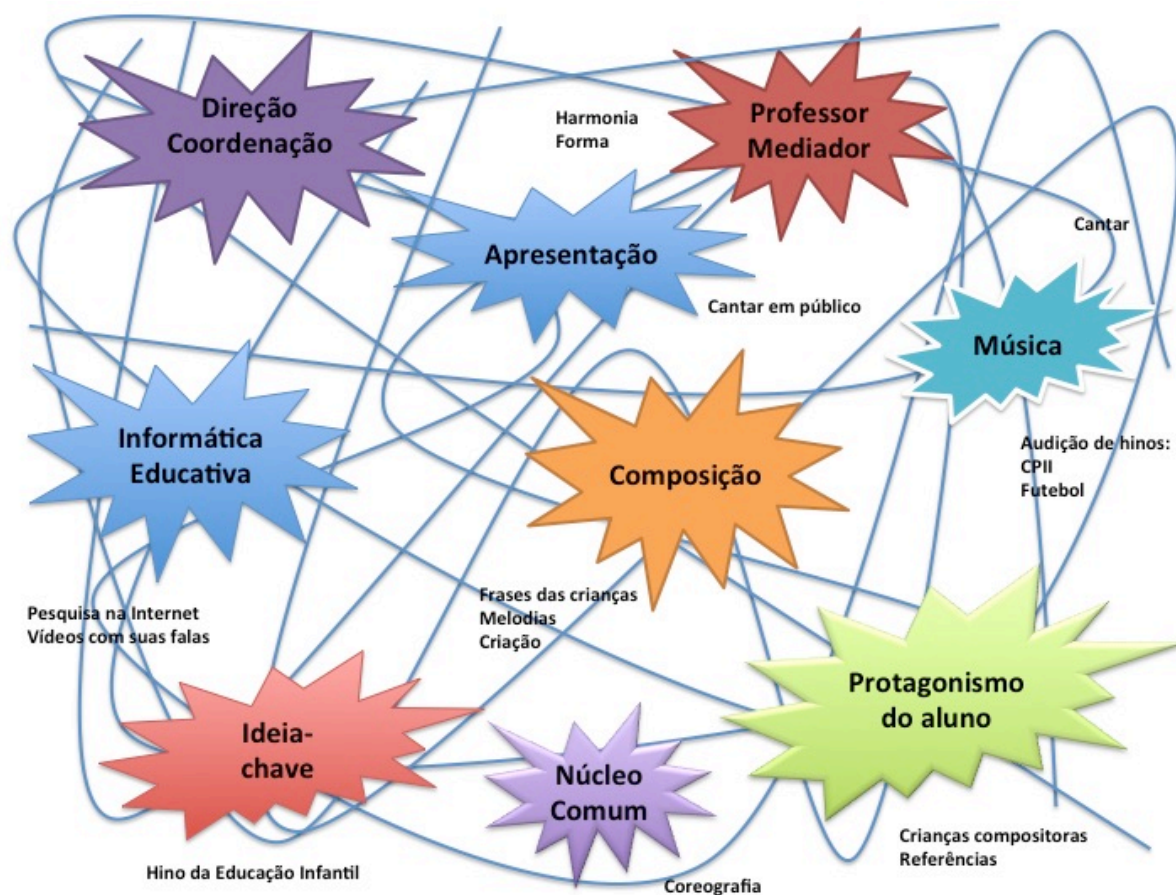 Direção
Coordenação
Harmonia
Forma
Professor
Mediador
Apresentação
Cantar
Cantar em público
Música
Informática
Educativa
Composição
Audição de hinos:
CPII
Futebol
Pesquisa na Internet
Vídeos com suas falas
Frases das crianças
Melodias
Criação
Protagonismo
do aluno
Ideia-
chave
Núcleo
Comum
Hino da Educação Infantil
Coreografia
Crianças compositoras
Referências